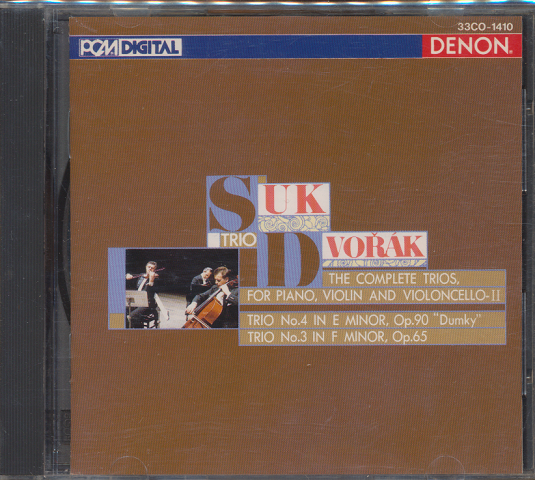 33CO-1410
PCM DIGITAL
DENON
SUK
TRIO
DVOŘÁK
THE COMPLETE TRIOS,
FOR PIANO, VIOLIN AND VIOLONCELLO-II
TRIO No.4 IN E MINOR, Op.90 "Dumky"
TRIO No.3 IN F MINOR, Op.65